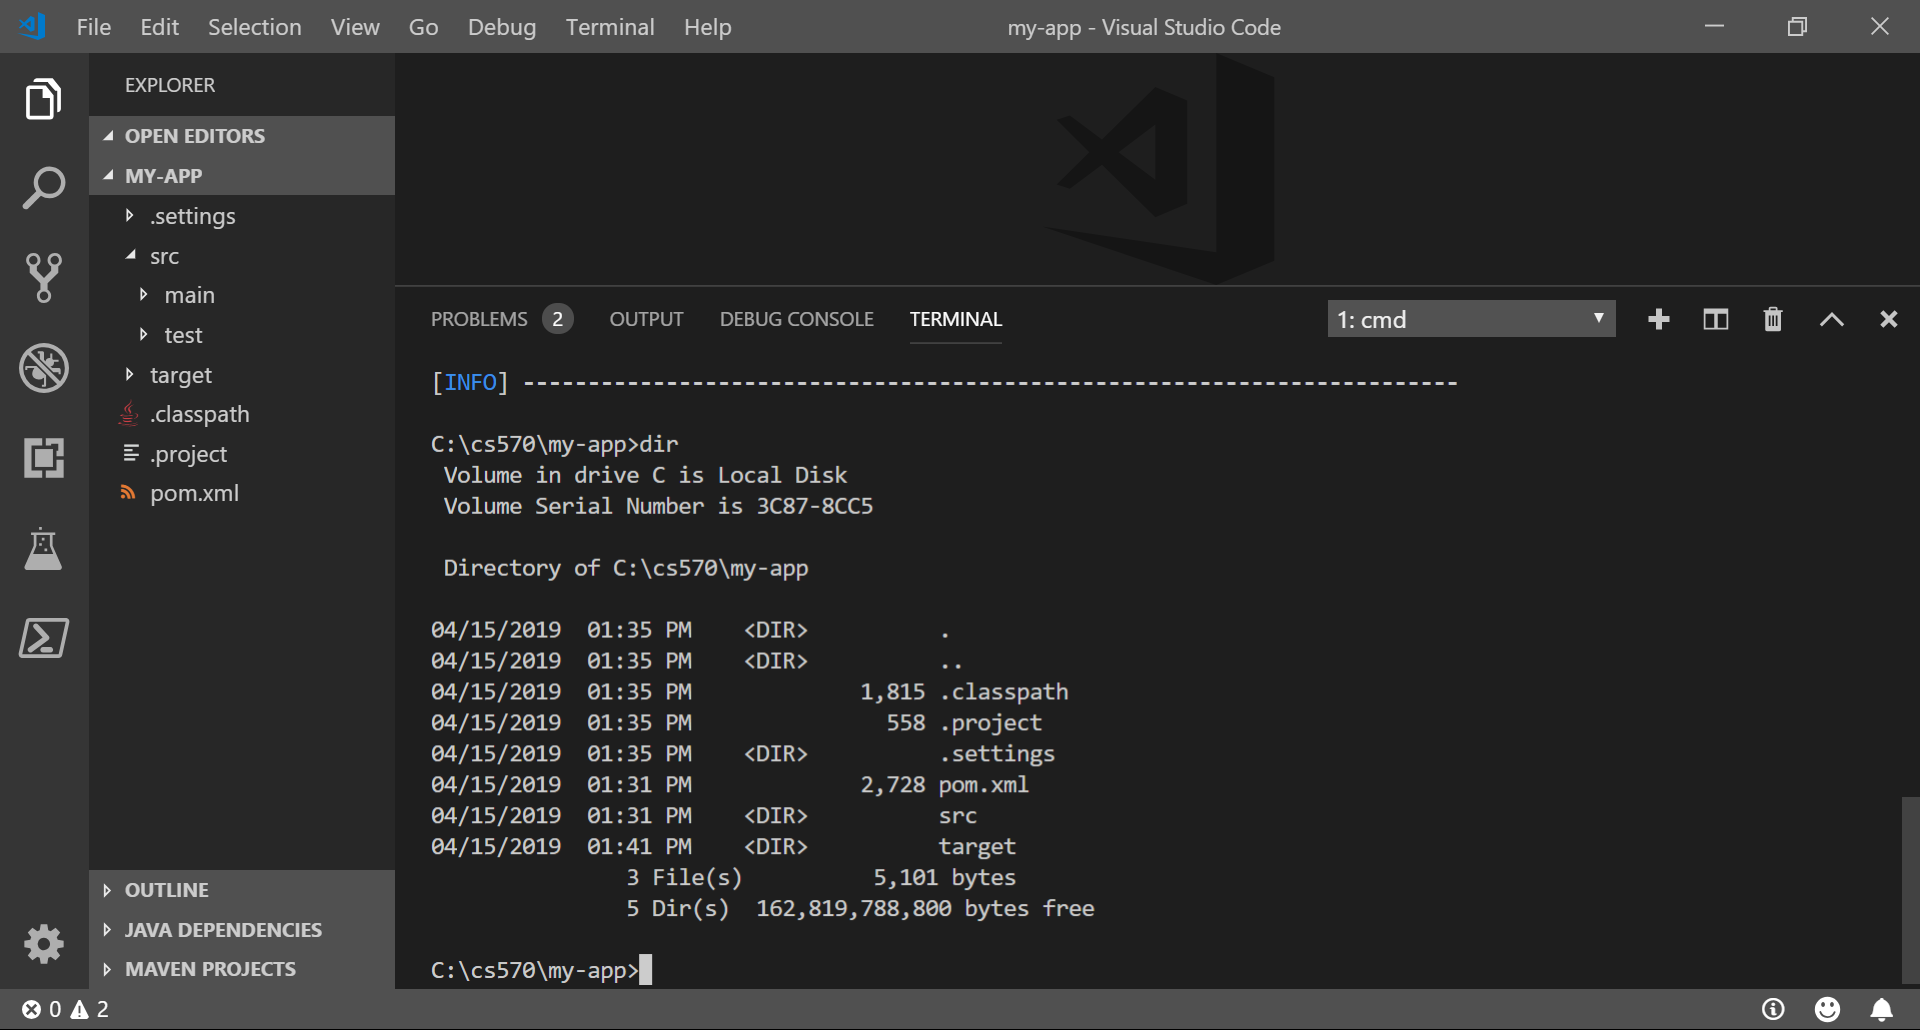 File Edit Selection View Go Debug Terminal Help
my-app - Visual Studio Code
EXPLORER
OPEN EDITORS
MY-APP
.settings
src
main
test
target
.classpath
.project
pom.xml
OUTLINE
JAVA DEPENDENCIES
MAVEN PROJECTS
PROBLEMS 2 OUTPUT DEBUG CONSOLE TERMINAL
1: cmd
[INFO] ------------------------------------------------------------------------
C:\cs570\my-app>dir
Volume in drive C is Local Disk
Volume Serial Number is 3C87-8CC5
Directory of C:\cs570\my-app
04/15/2019  01:35 PM    <DIR>          .
04/15/2019  01:35 PM    <DIR>          ..
04/15/2019  01:35 PM             1,815 .classpath
04/15/2019  01:35 PM               558 .project
04/15/2019  01:35 PM    <DIR>          .settings
04/15/2019  01:31 PM             2,728 pom.xml
04/15/2019  01:31 PM    <DIR>          src
04/15/2019  01:41 PM    <DIR>          target
3 File(s)          5,101 bytes
5 Dir(s)  162,819,788,800 bytes free
C:\cs570\my-app>
0 2